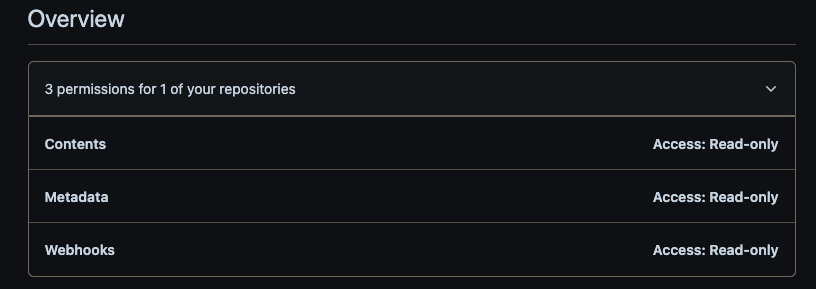 Overview
3 permissions for 1 of your repositories
Contents Access: Read-only
Metadata Access: Read-only
Webhooks Access: Read-only